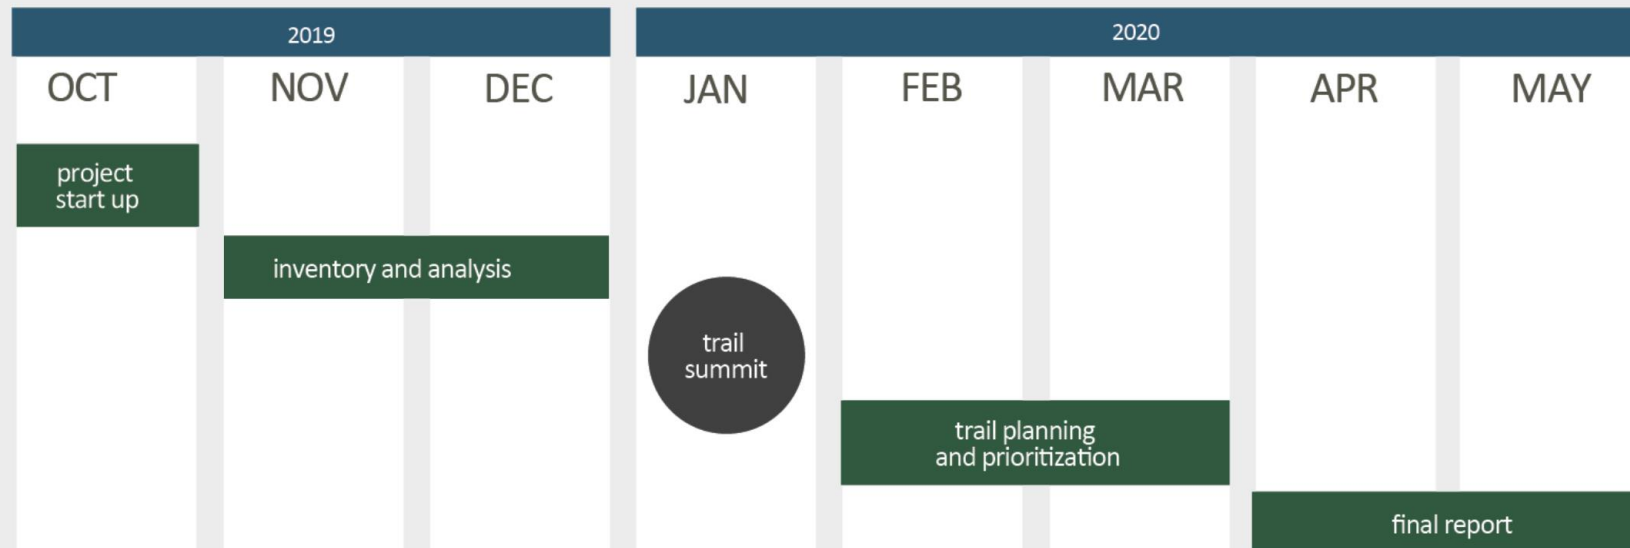 2019
2020
OCT
NOV
DEC
JAN
FEB
MAR
APR
MAY
project
start up
inventory and analysis
trail
summit
trail planning
and prioritization
final report